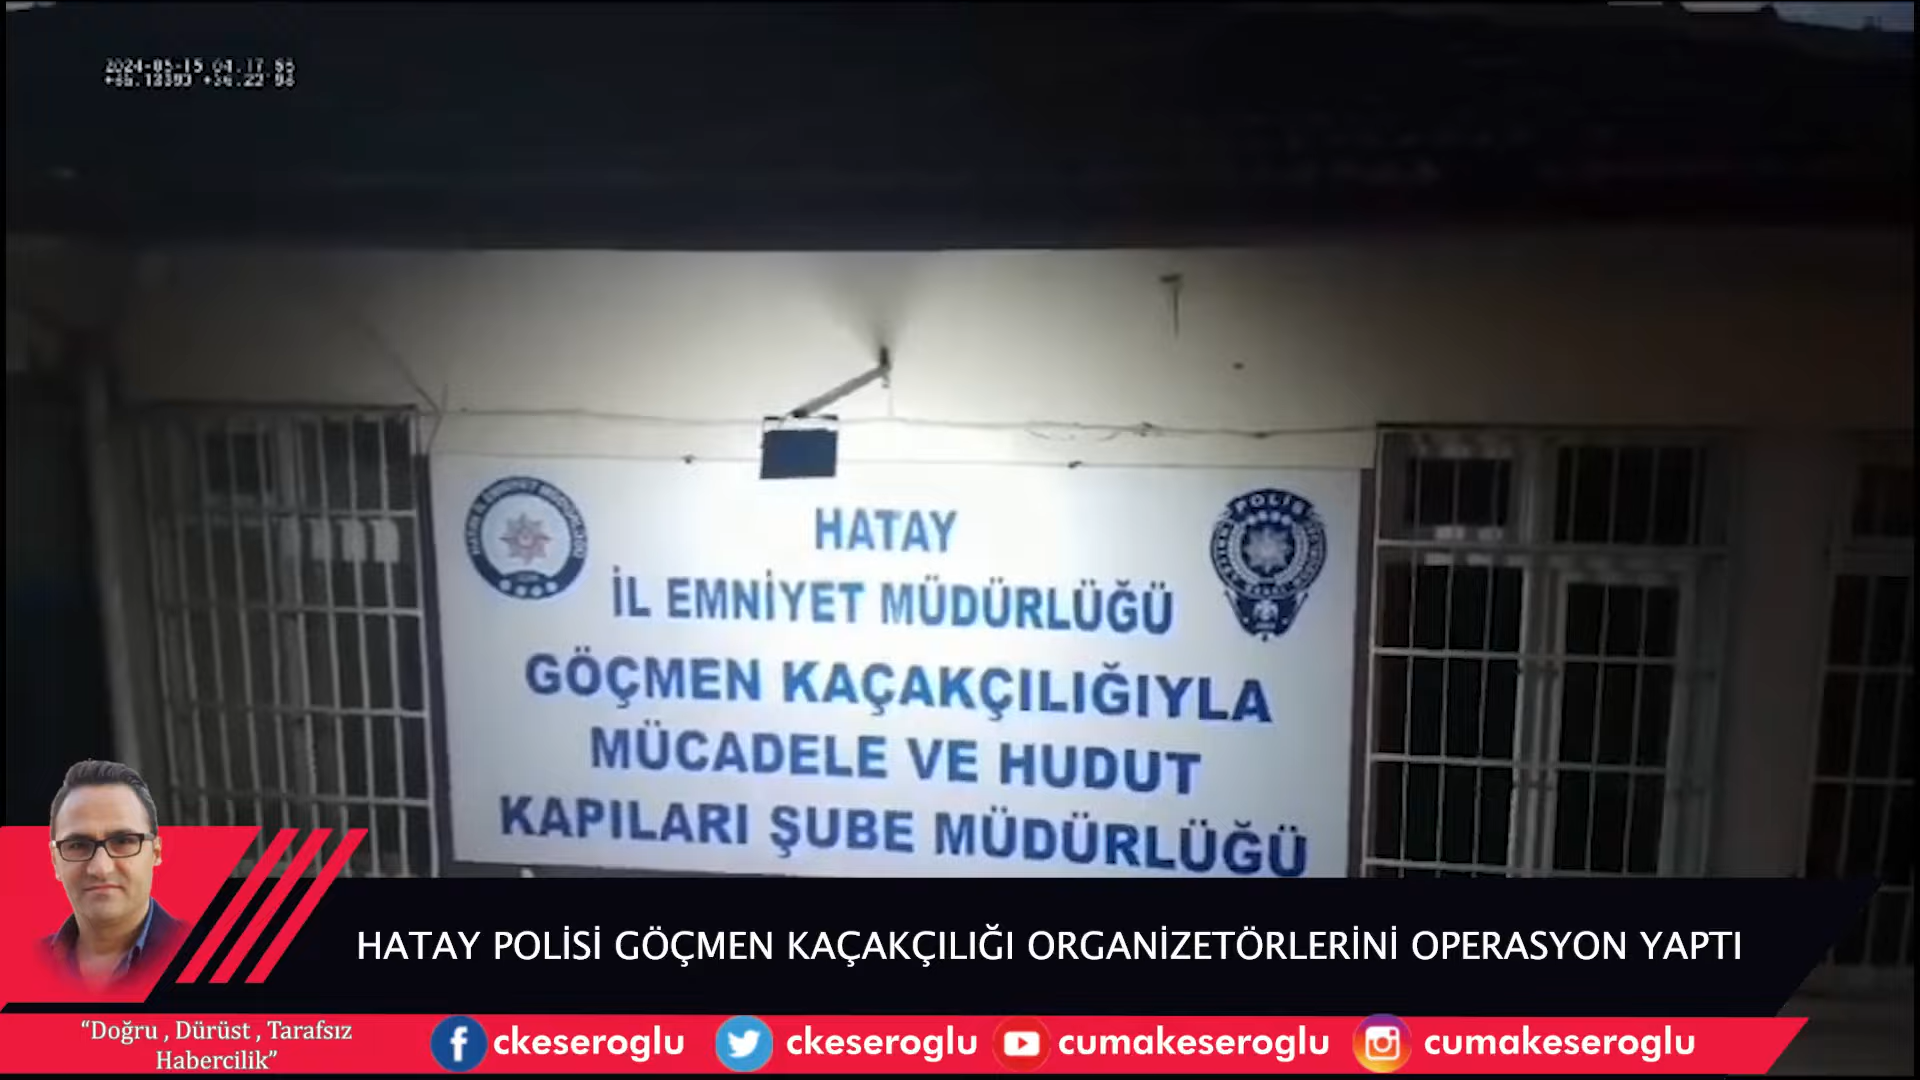 HATAY
İL EMNİYET MÜDÜRLÜĞÜ
GÖÇMEN KAÇAKÇILIĞIYLA
MÜCADELE VE HUDUT
KAPILARI ŞUBE MÜDÜRLÜĞÜ
POLİS
HATAY POLİSİ GÖÇMEN KAÇAKÇILIĞI ORGANİZETÖRLERİNİ OPERASYON YAPTI
“Doğru , Dürüst , Tarafsız
Habercilik”
ckeseroglu
ckeseroglu
cumakeseroglu
cumakeseroglu